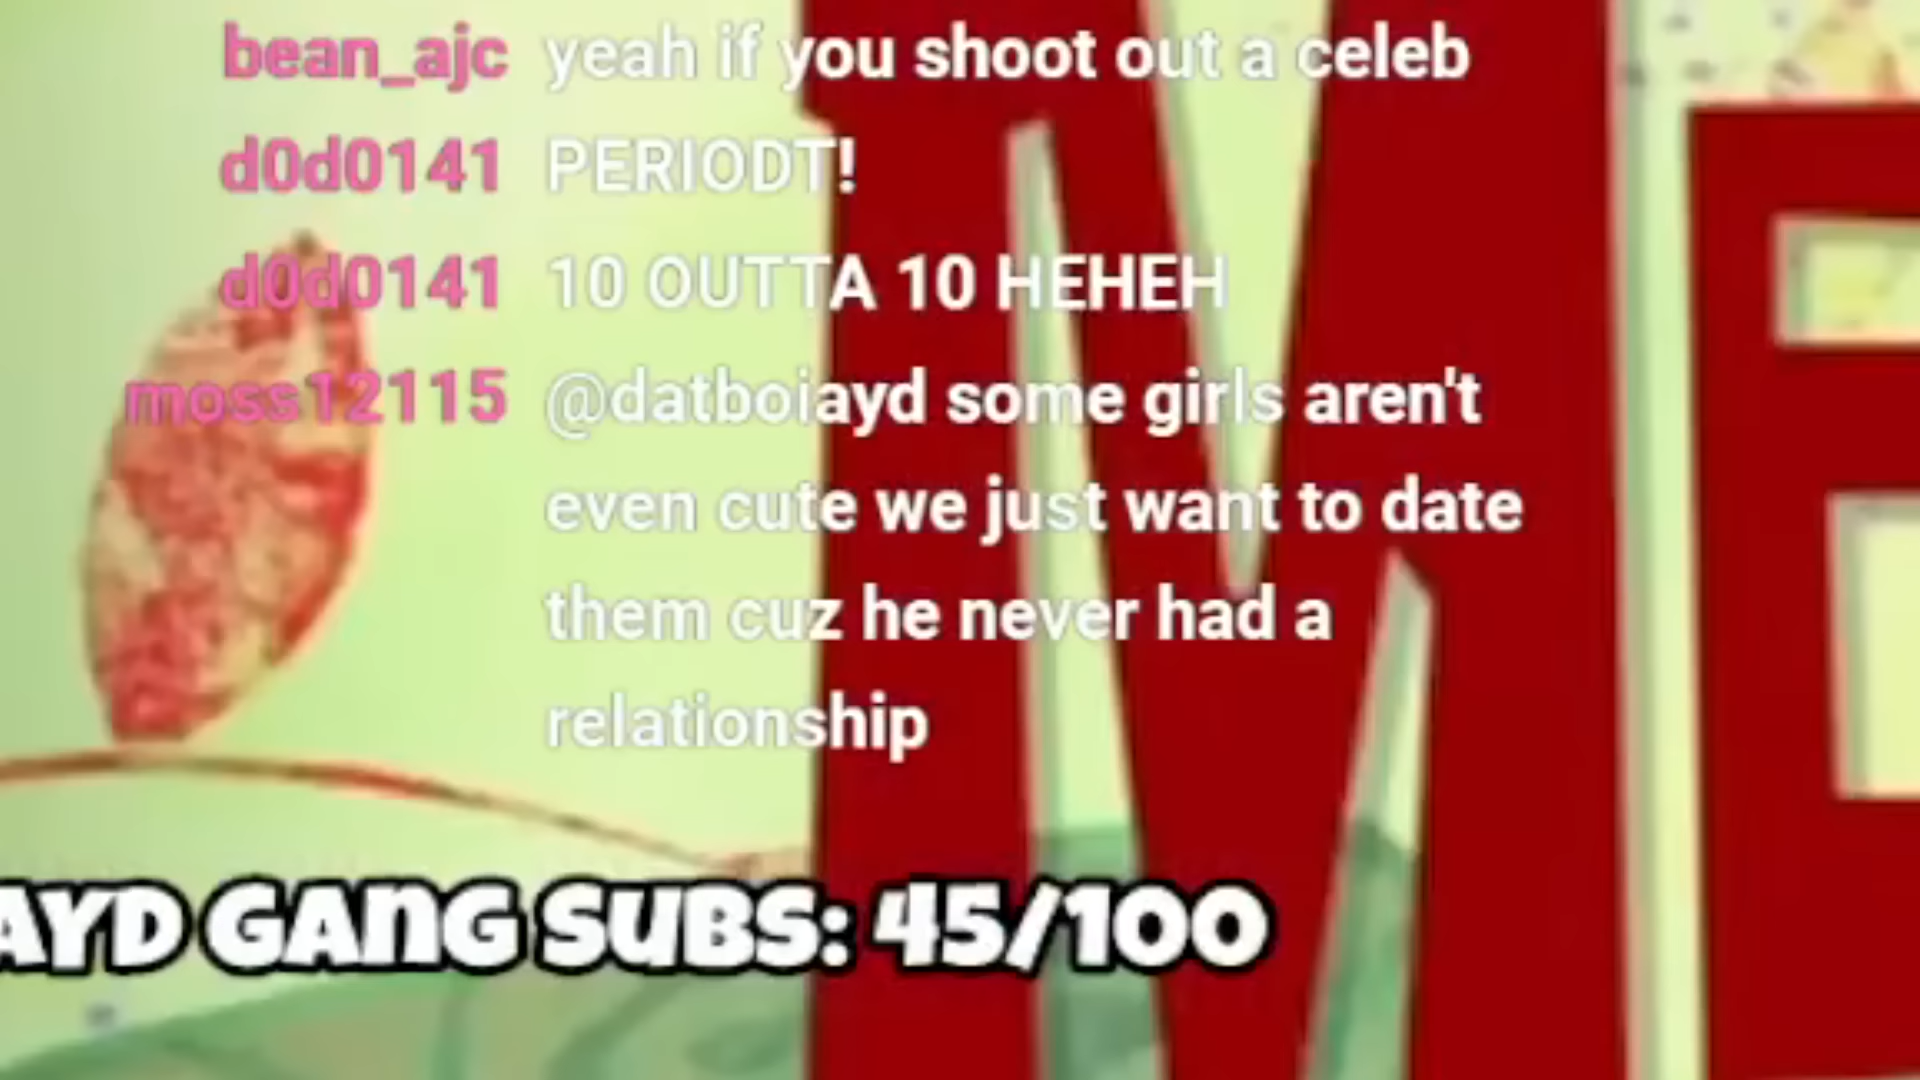 bean_ajc yeah if you shoot out a celeb
d0d0141 PERIODT!
d0d0141 10 OUTTA 10 HEHEH
moss12115 @datboiayd some girls aren't
even cute we just want to date
them cuz he never had a
relationship
AYD GANG SUBS: 45/100
ME